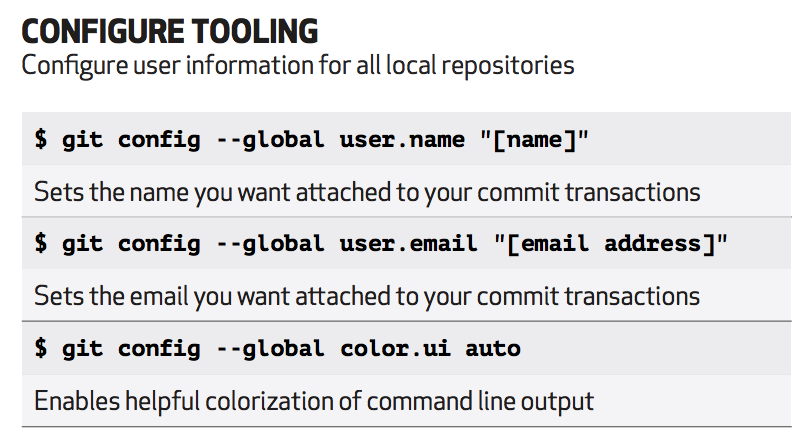 CONFIGURE TOOLING
Configure user information for all local repositories
$ git config --global user.name "[name]"
Sets the name you want attached to your commit transactions
$ git config --global user.email "[email address]"
Sets the email you want attached to your commit transactions
$ git config --global color.ui auto
Enables helpful colorization of command line output